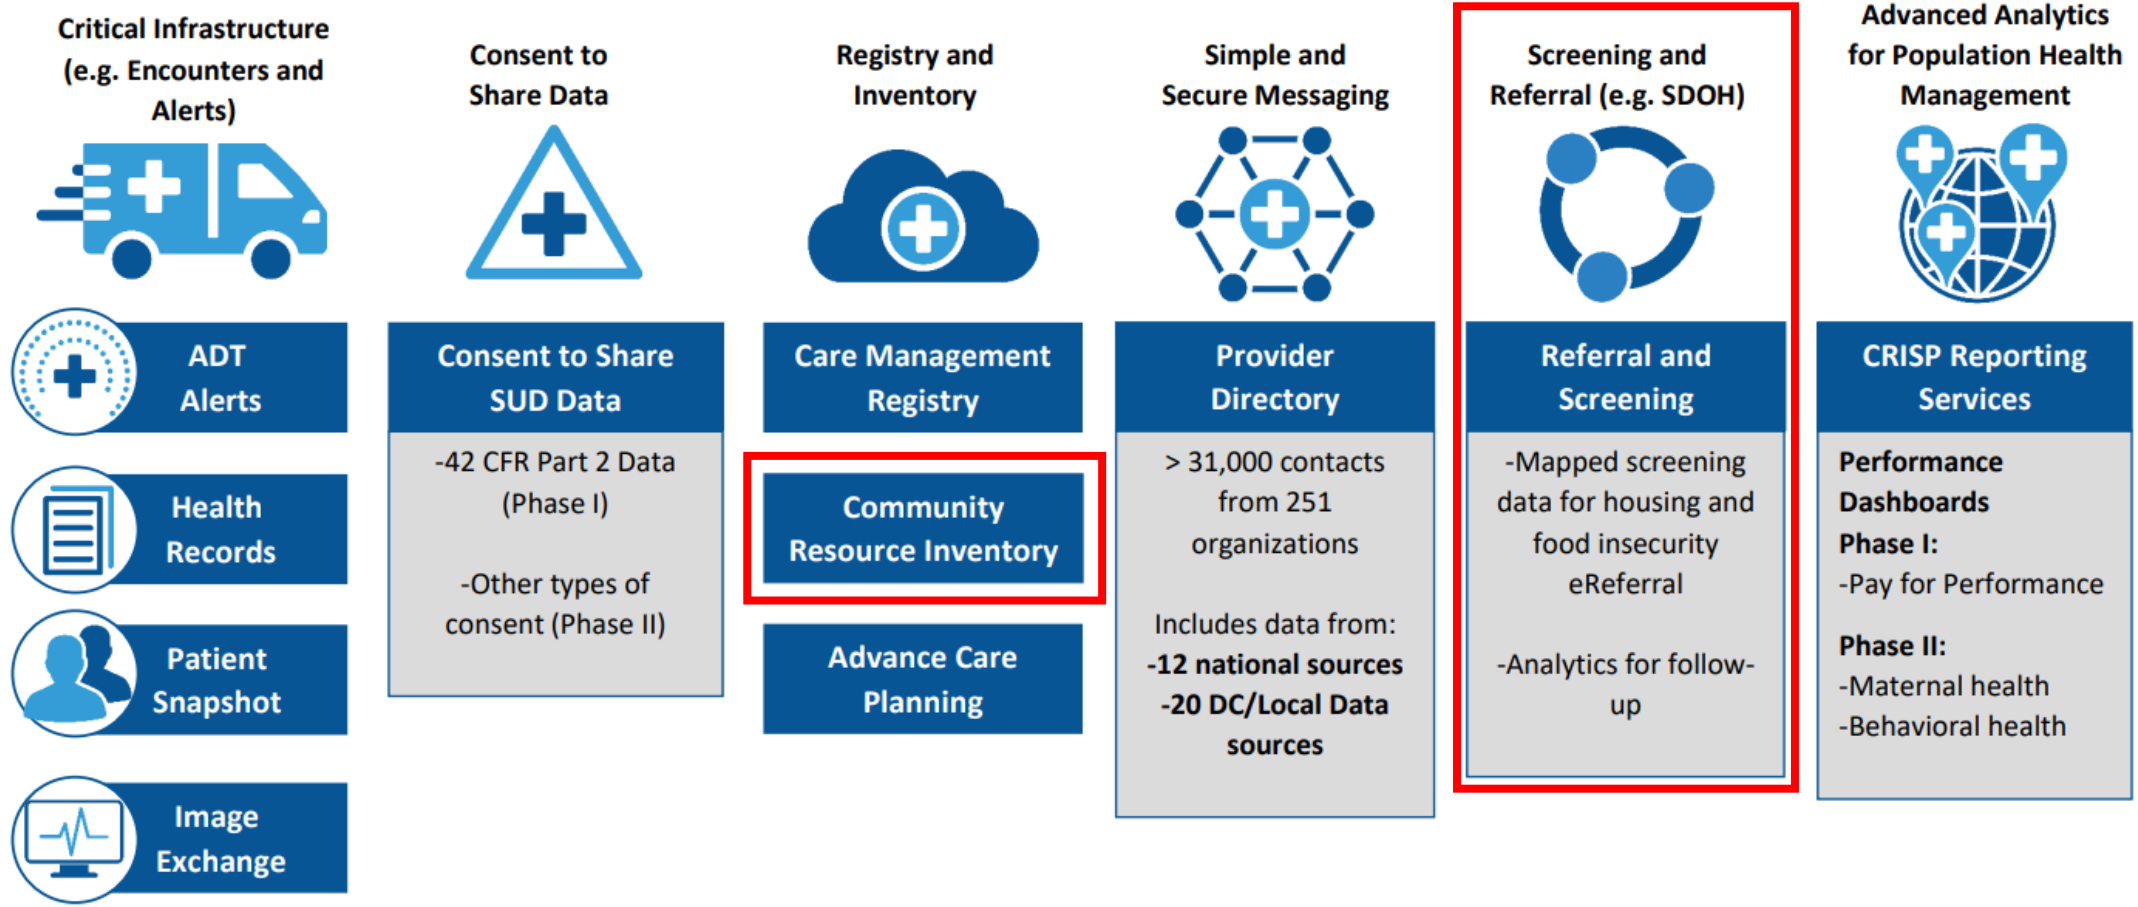 Critical Infrastructure
(e.g. Encounters and
Alerts)
ADT
Alerts
Health
Records
Patient
Snapshot
Image
Exchange
Consent to
Share Data
Consent to Share
SUD Data
-42 CFR Part 2 Data
(Phase I)
-Other types of
consent (Phase II)
Registry and
Inventory
Care Management
Registry
Community
Resource Inventory
Advance Care
Planning
Simple and
Secure Messaging
Provider
Directory
> 31,000 contacts
from 251
organizations
Includes data from:
-12 national sources
-20 DC/Local Data
sources
Screening and
Referral (e.g. SDOH)
Referral and
Screening
-Mapped screening
data for housing and
food insecurity
eReferral
-Analytics for follow-
up
Advanced Analytics
for Population Health
Management
CRISP Reporting
Services
Performance
Dashboards
Phase I:
-Pay for Performance
Phase II:
-Maternal health
-Behavioral health